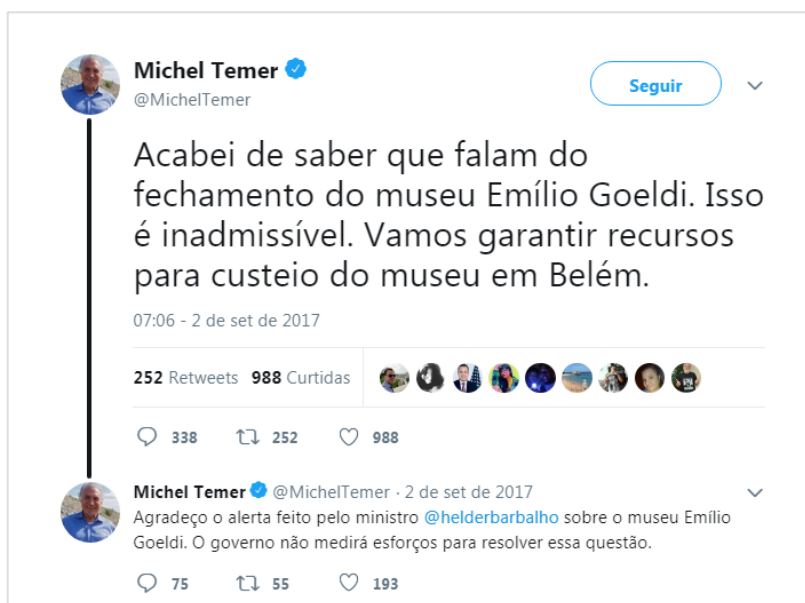 Michel Temer
@MichelTemer
Seguir
Acabei de saber que falam do
fechamento do museu Emílio Goeldi. Isso
é inadmissível. Vamos garantir recursos
para custeio do museu em Belém.
07:06 - 2 de set de 2017
252 Retweets 988 Curtidas
338 252 988
Michel Temer @MichelTemer · 2 de set de 2017
Agradeço o alerta feito pelo ministro @helderbarbalho sobre o museu Emílio
Goeldi. O governo não medirá esforços para resolver essa questão.
75 55 193